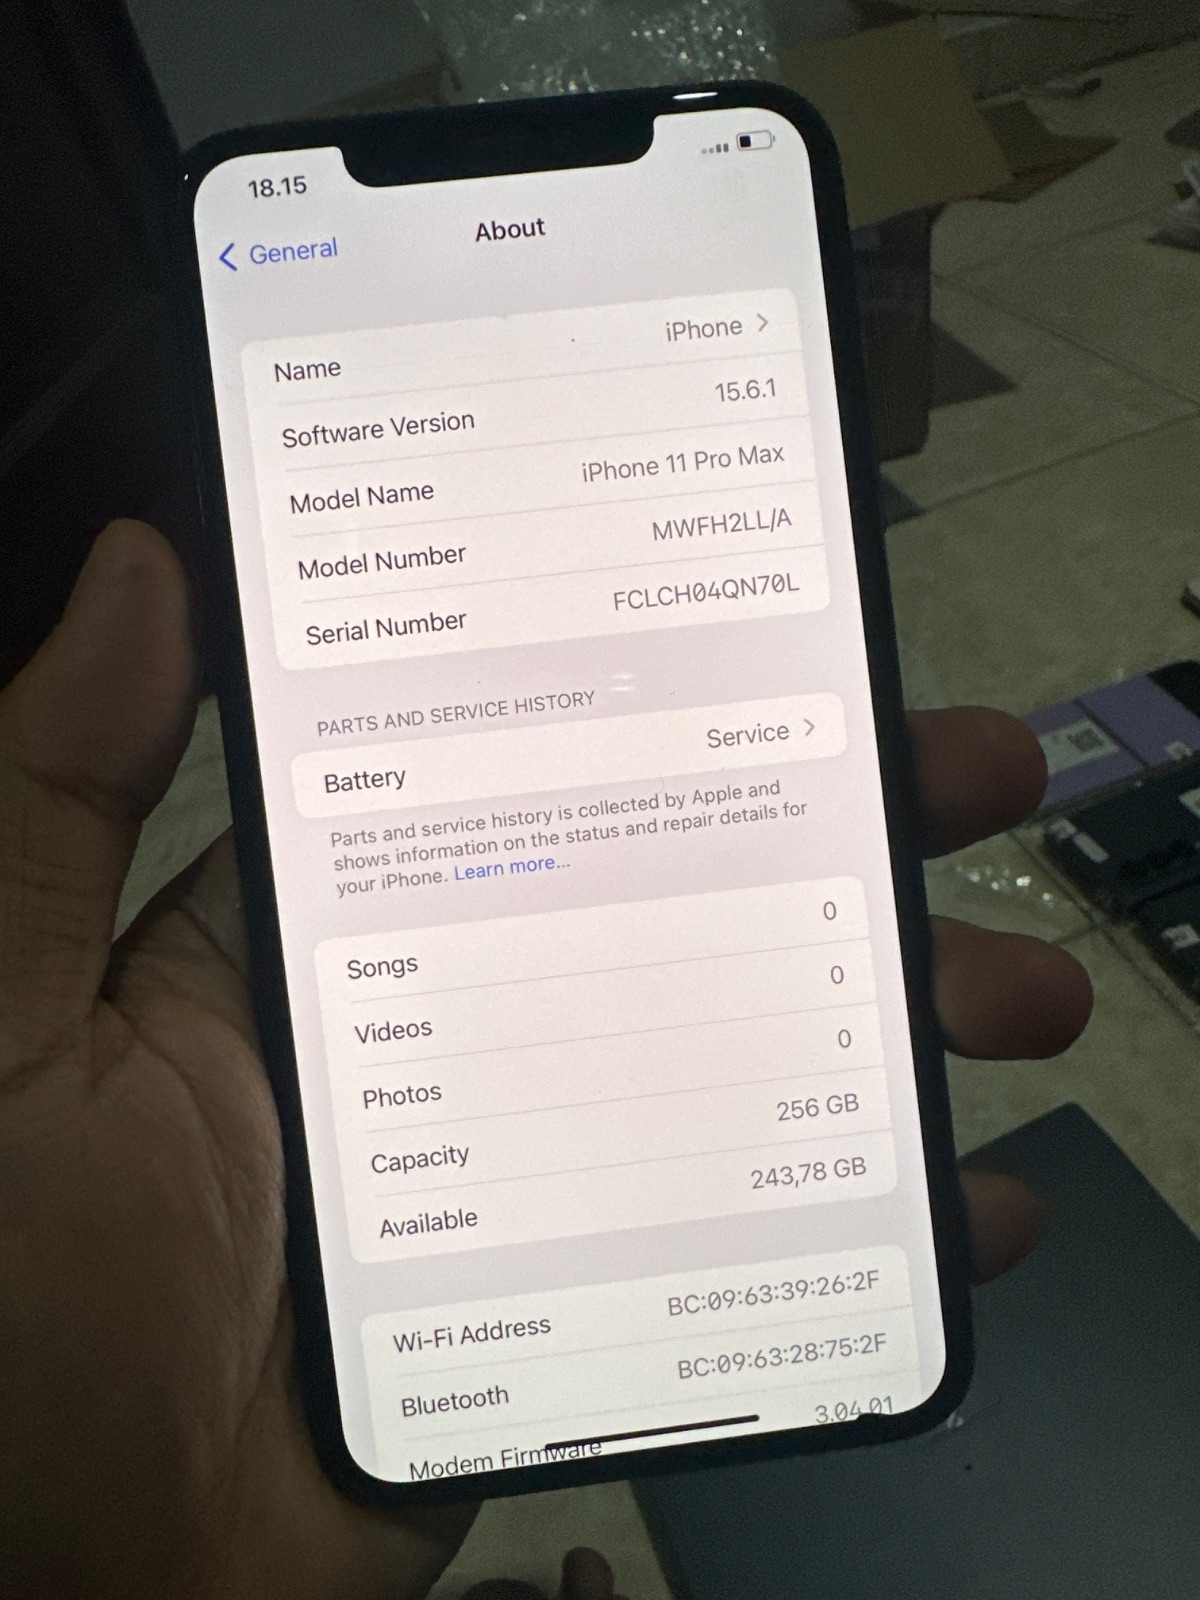 18.15
General
About
Name iPhone
Software Version 15.6.1
Model Name iPhone 11 Pro Max
Model Number MWFH2LL/A
Serial Number FCLCH04QN70L
PARTS AND SERVICE HISTORY
Battery Service
Parts and service history is collected by Apple and
shows information on the status and repair details for
your iPhone. Learn more...
Songs 0
Videos 0
Photos 0
Capacity 256 GB
Available 243,78 GB
Wi-Fi Address BC:09:63:39:26:2F
Bluetooth BC:09:63:28:75:2F
Modem Firmware 3.04.01